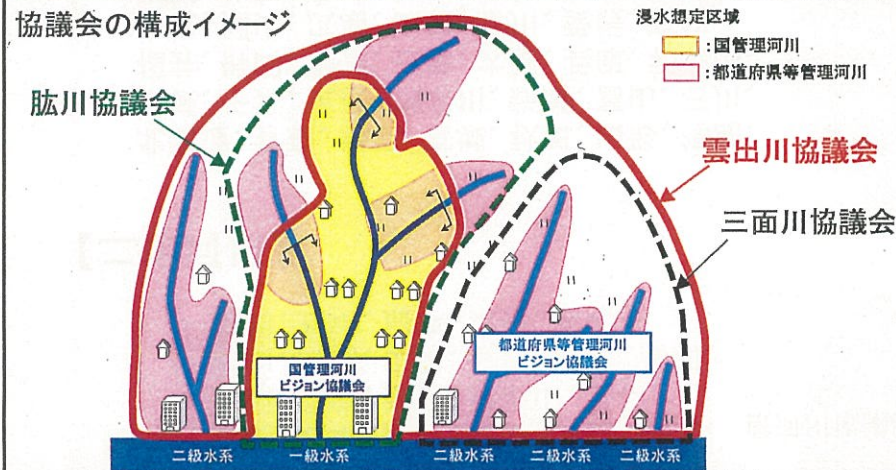 協議会の構成イメージ
浸水想定区域
:国管理河川
:都道府県等管理河川
肱川協議会
雲出川協議会
三面川協議会
国管理河川
ビジョン協議会
都道府県等管理河川
ビジョン協議会
二級水系
一級水系
二級水系
二級水系
二級水系